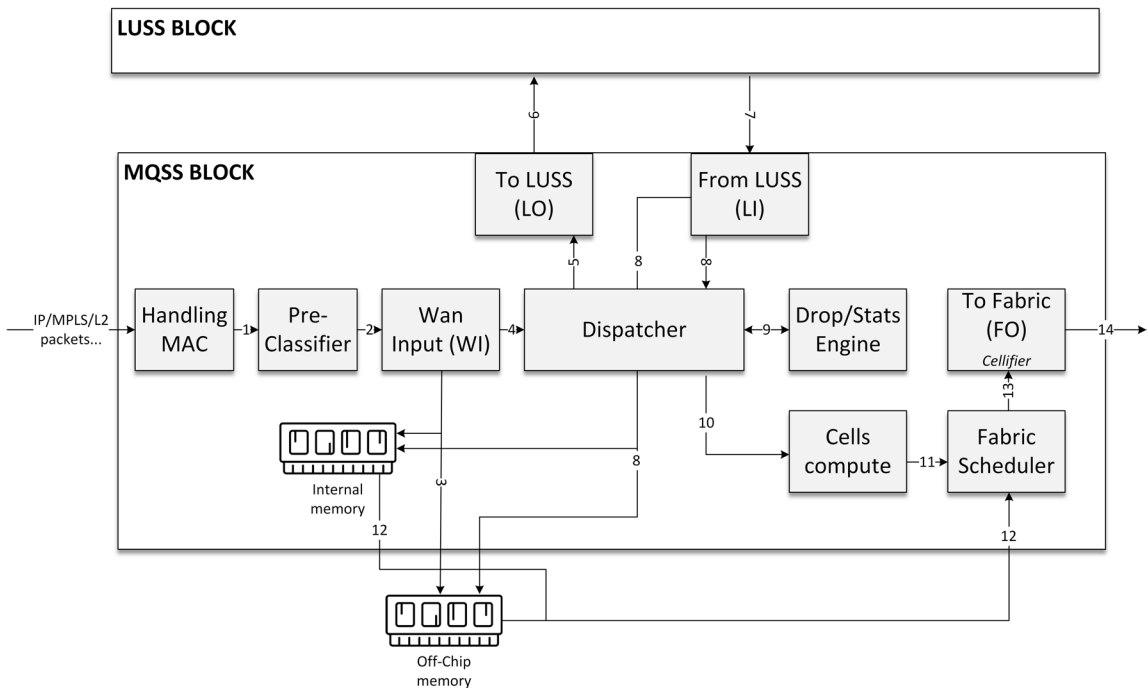 LUSS BLOCK
6
7
MQSS BLOCK
To LUSS
(LO)
From LUSS
(LI)
5
8
8
IP/MPLS/L2
packets...
Handling
MAC
1
Pre-
Classifier
2
Wan
Input (WI)
4
Dispatcher
9
Drop/Stats
Engine
To Fabric
(FO)
Cellifier
14
13
10
Cells
compute
11
Fabric
Scheduler
3
8
Internal
memory
12
12
Off-Chip
memory